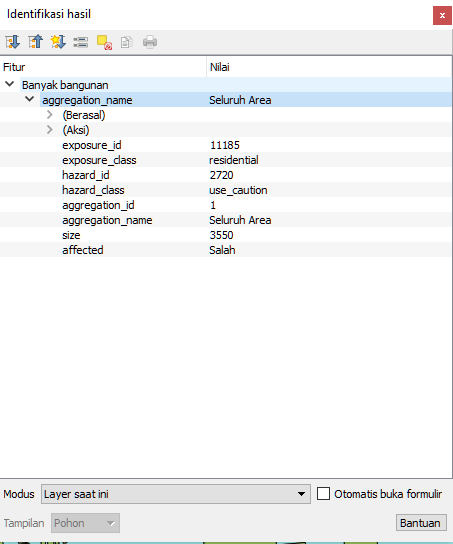 Identifikasi hasil
x
Fitur Nilai
Banyak bangunan
aggregation_name Seluruh Area
(Berasal)
(Aksi)
exposure_id 11185
exposure_class residential
hazard_id 2720
hazard_class use_caution
aggregation_id 1
aggregation_name Seluruh Area
size 3550
affected Salah
Modus Layer saat ini Otomatis buka formulir
Tampilan Pohon Bantuan